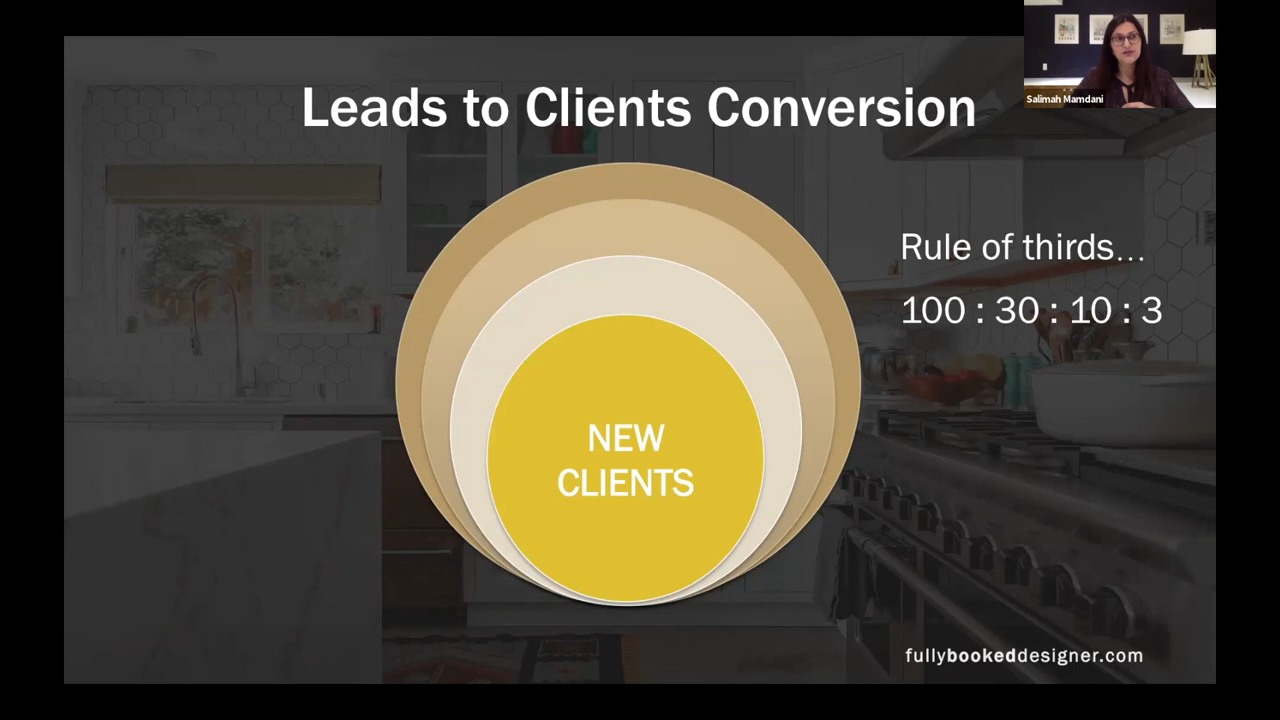 Leads to Clients Conversion
Salimah Mamdani
Rule of thirds...
100 : 30 : 10 : 3
NEW
CLIENTS
fullybookeddesigner.com